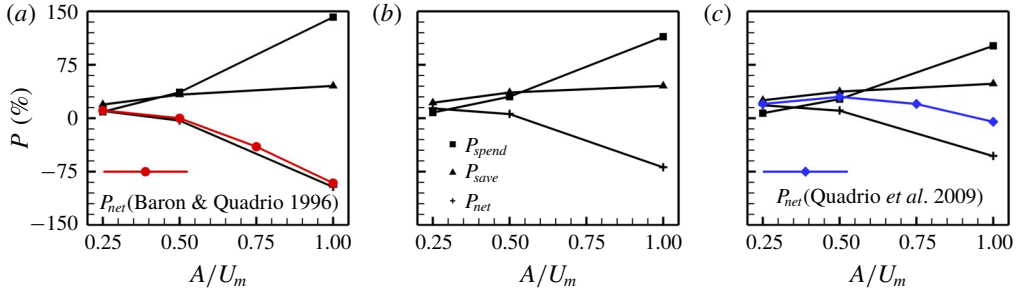 (a)
(b)
(c)
150
75
0
−75
−150
P (%)
P_net(Baron & Quadrio 1996)
0.25 0.50 0.75 1.00
A/U_m
P_spend
P_save
P_net
0.25 0.50 0.75 1.00
A/U_m
P_net(Quadrio et al. 2009)
0.25 0.50 0.75 1.00
A/U_m